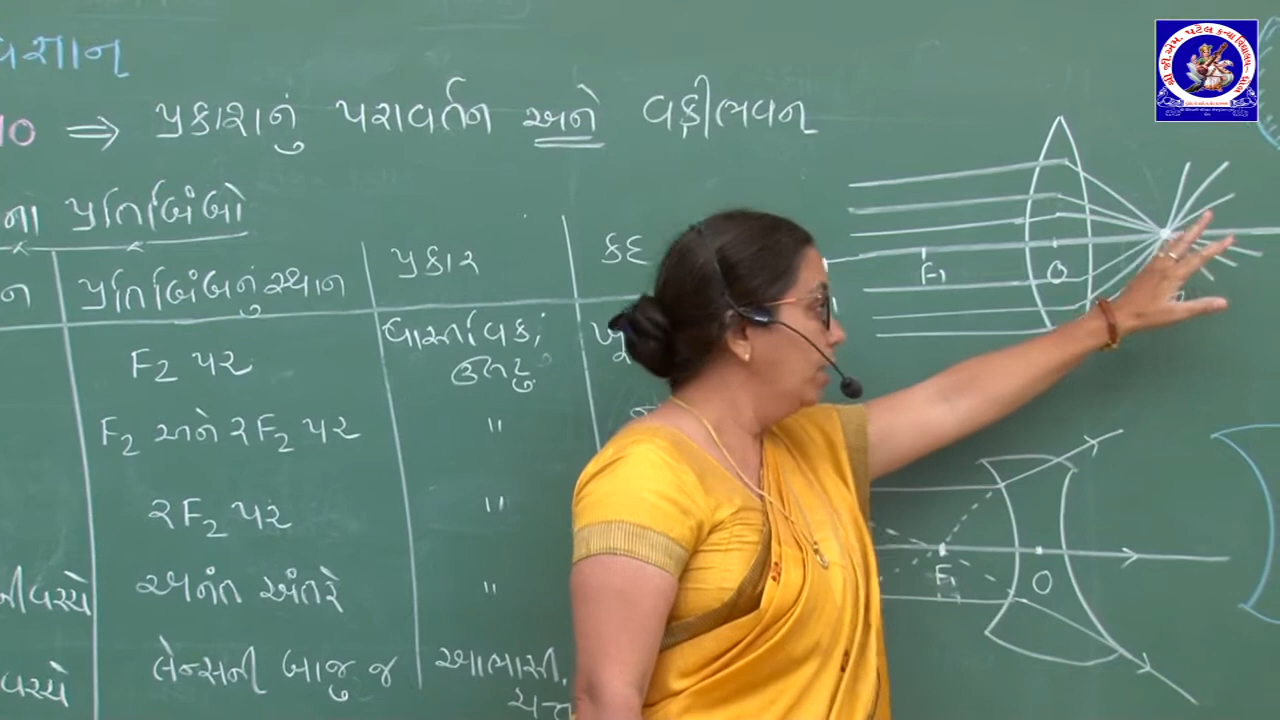 10 ⇒ પ્રકાશનું પરાવર્તન અને વક્રીભવન
ના પ્રતિબિંબો
ન પ્રતિબિંબનું સ્થાન પ્રકાર કદ
F₂ પર વાસ્તવિક, ઊલટું
F₂ અને 2F₂ પર "
2F₂ પર "
અનંત અંતરે "
વચ્ચે લેન્સની બાજુ જ આભાસી,
F₁ O
F₁ O